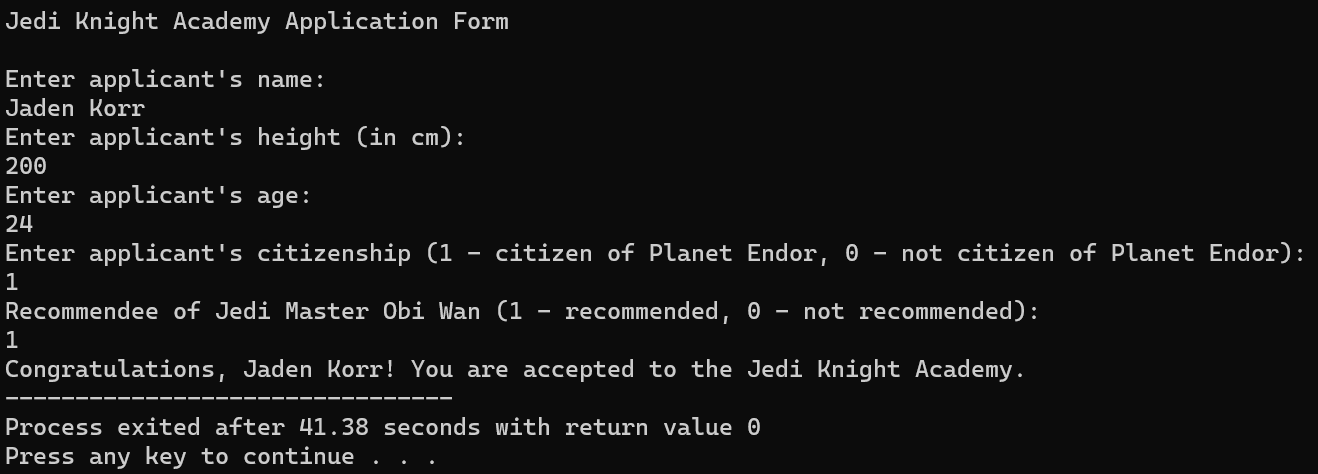 Jedi Knight Academy Application Form
Enter applicant's name:
Jaden Korr
Enter applicant's height (in cm):
200
Enter applicant's age:
24
Enter applicant's citizenship (1 - citizen of Planet Endor, 0 - not citizen of Planet Endor):
1
Recommendee of Jedi Master Obi Wan (1 - recommended, 0 - not recommended):
1
Congratulations, Jaden Korr! You are accepted to the Jedi Knight Academy.
--------------------------------
Process exited after 41.38 seconds with return value 0
Press any key to continue . . .